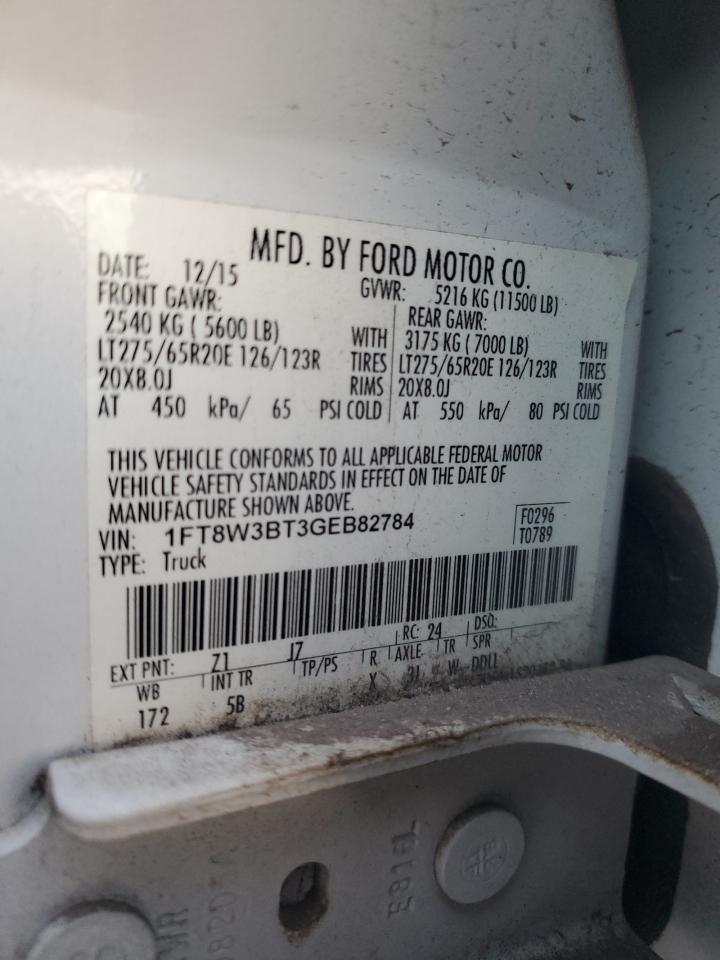 MFD. BY FORD MOTOR CO.
DATE: 12/15
GVWR: 5216 KG (11500 LB)
FRONT GAWR:
2540 KG ( 5600 LB) WITH
LT275/65R20E 126/123R TIRES
20X8.0J RIMS
AT 450 kPa/ 65 PSI COLD
REAR GAWR:
3175 KG ( 7000 LB) WITH
LT275/65R20E 126/123R TIRES
20X8.0J RIMS
AT 550 kPa/ 80 PSI COLD
THIS VEHICLE CONFORMS TO ALL APPLICABLE FEDERAL MOTOR
VEHICLE SAFETY STANDARDS IN EFFECT ON THE DATE OF
MANUFACTURE SHOWN ABOVE.
VIN: 1FT8W3BT3GEB82784
F0296
TYPE: Truck
T0789
EXT PNT: Z1 J7 RC: 24 DSO:
WB INT TR TP/PS R AXLE TR SPR
172 5B X 31 W DDLL
E816L